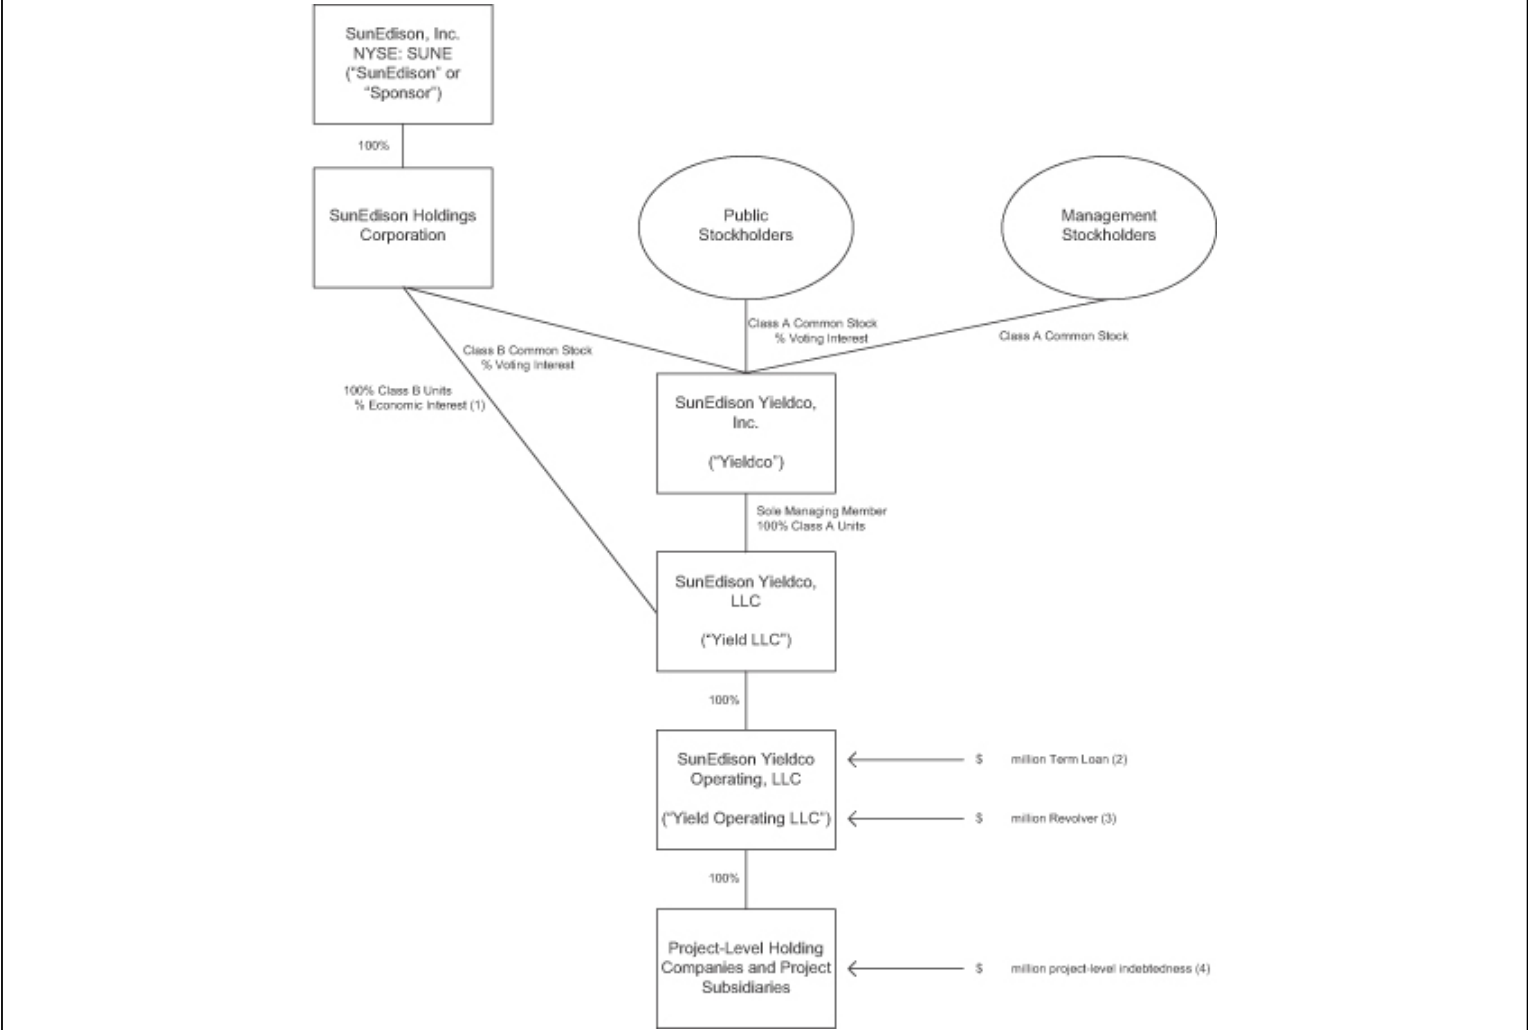 SunEdison, Inc.
NYSE: SUNE
("SunEdison" or
"Sponsor")
100%
SunEdison Holdings
Corporation
Public
Stockholders
Management
Stockholders
Class A Common Stock
% Voting Interest
Class A Common Stock
Class B Common Stock
% Voting Interest
100% Class B Units
% Economic Interest (1)
SunEdison Yieldco,
Inc.
("Yieldco")
Sole Managing Member
100% Class A Units
SunEdison Yieldco,
LLC
("Yield LLC")
100%
SunEdison Yieldco
Operating, LLC
("Yield Operating LLC")
$ million Term Loan (2)
$ million Revolver (3)
100%
Project-Level Holding
Companies and Project
Subsidiaries
$ million project-level indebtedness (4)